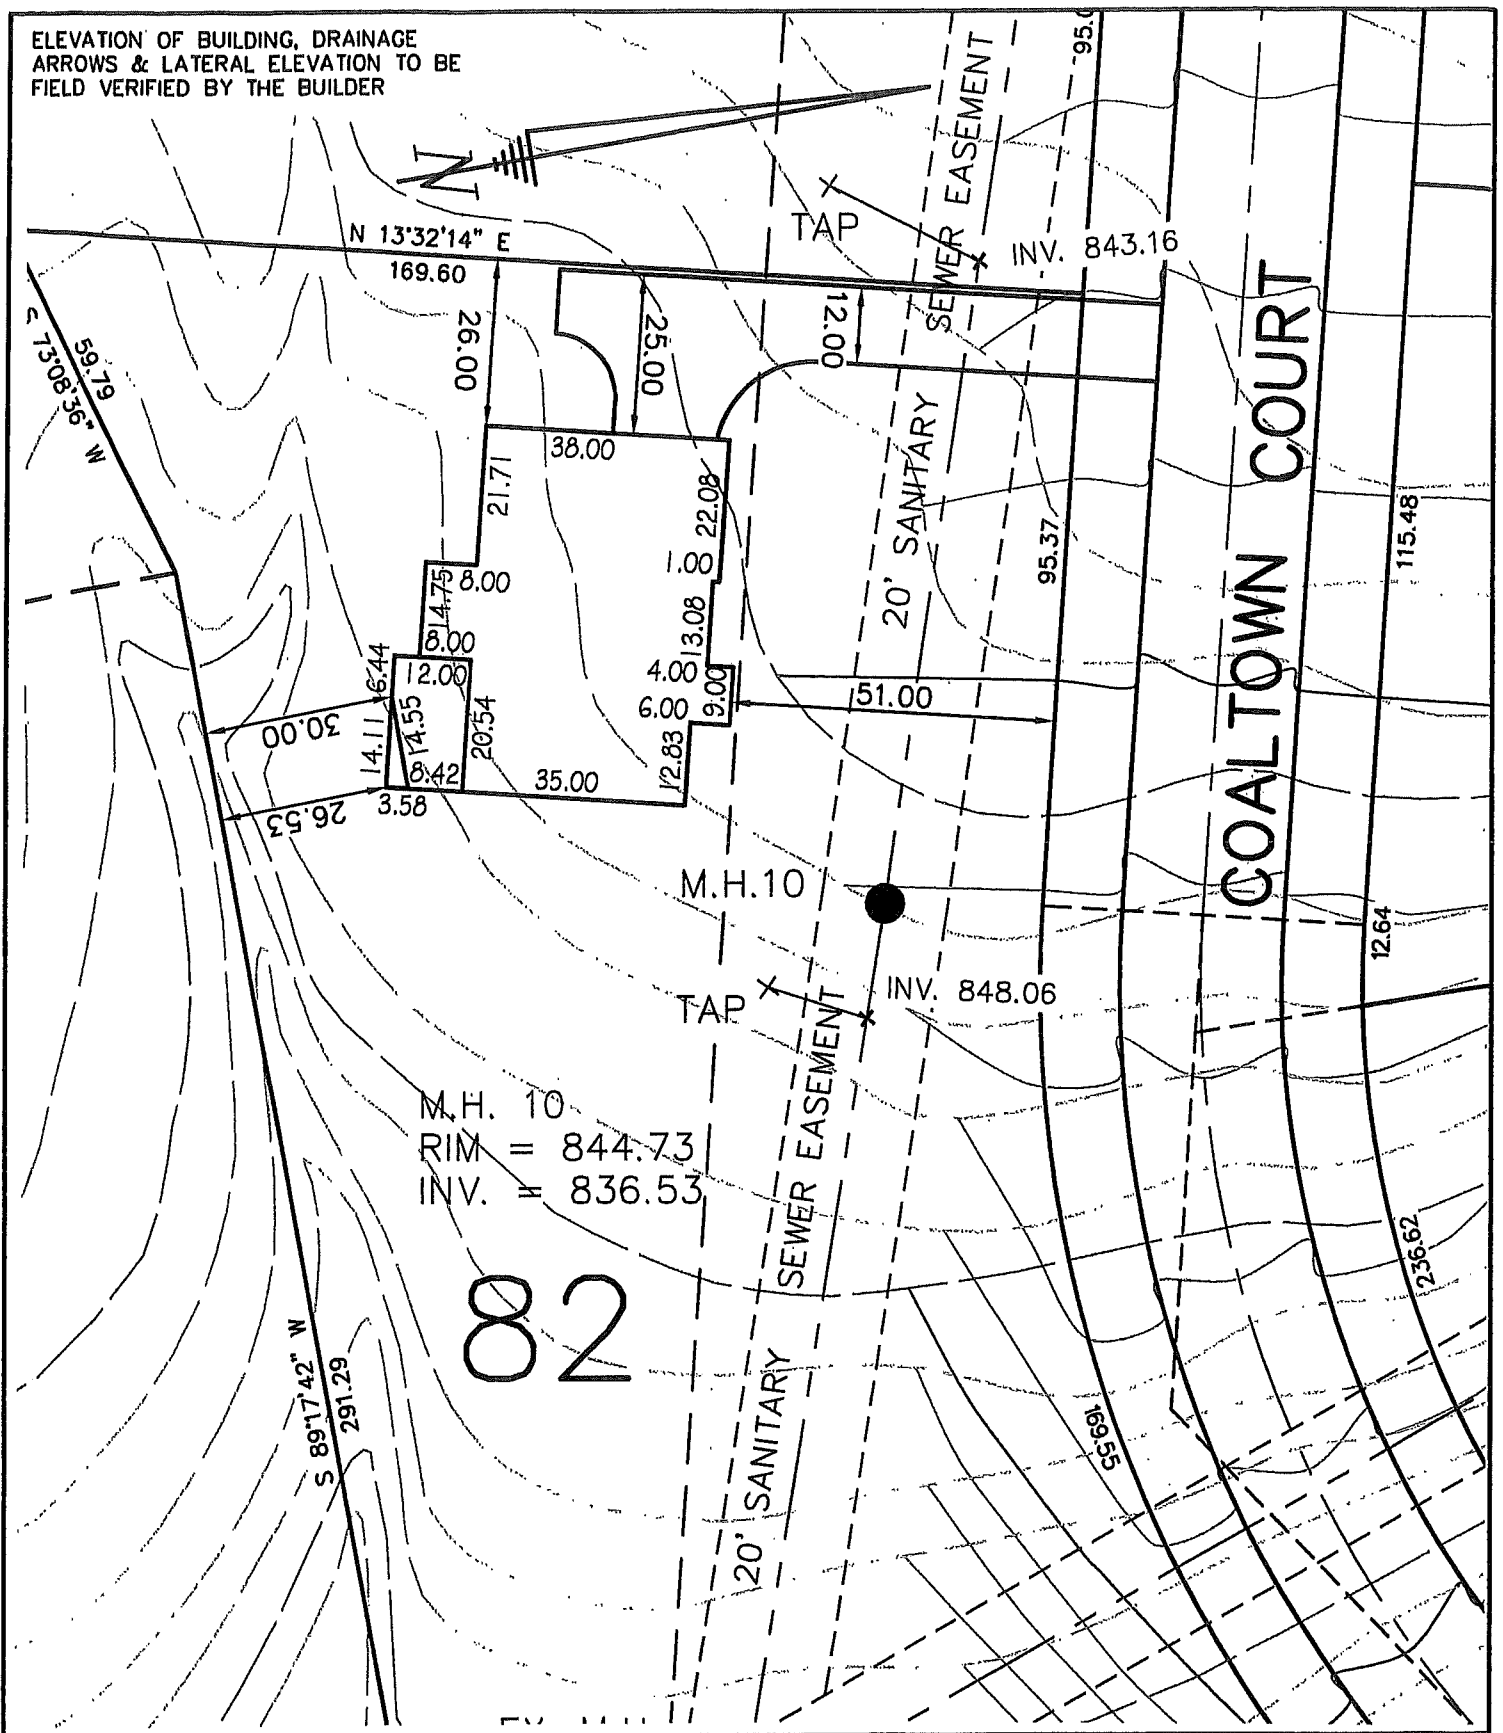 ELEVATION OF BUILDING, DRAINAGE
ARROWS & LATERAL ELEVATION TO BE
FIELD VERIFIED BY THE BUILDER
N
N 13°32'14" E
169.60
S 73°08'36" W
59.79
TAP
INV. 843.16
95.0
26.00
25.00
12.00
38.00
21.71
22.08
1.00
8.00
14.75
13.08
8.00
4.00
12.00
9.00
6.44
6.00
14.55
20.54
14.11
12.83
8.42
35.00
3.58
30.00
26.53
51.00
20' SANITARY SEWER EASEMENT
95.37
COALTOWN COURT
115.48
12.64
M.H.10
TAP
INV. 848.06
M.H. 10
RIM = 844.73
INV. = 836.53
82
20' SANITARY SEWER EASEMENT
S 89°17'42" W
291.29
169.55
236.62